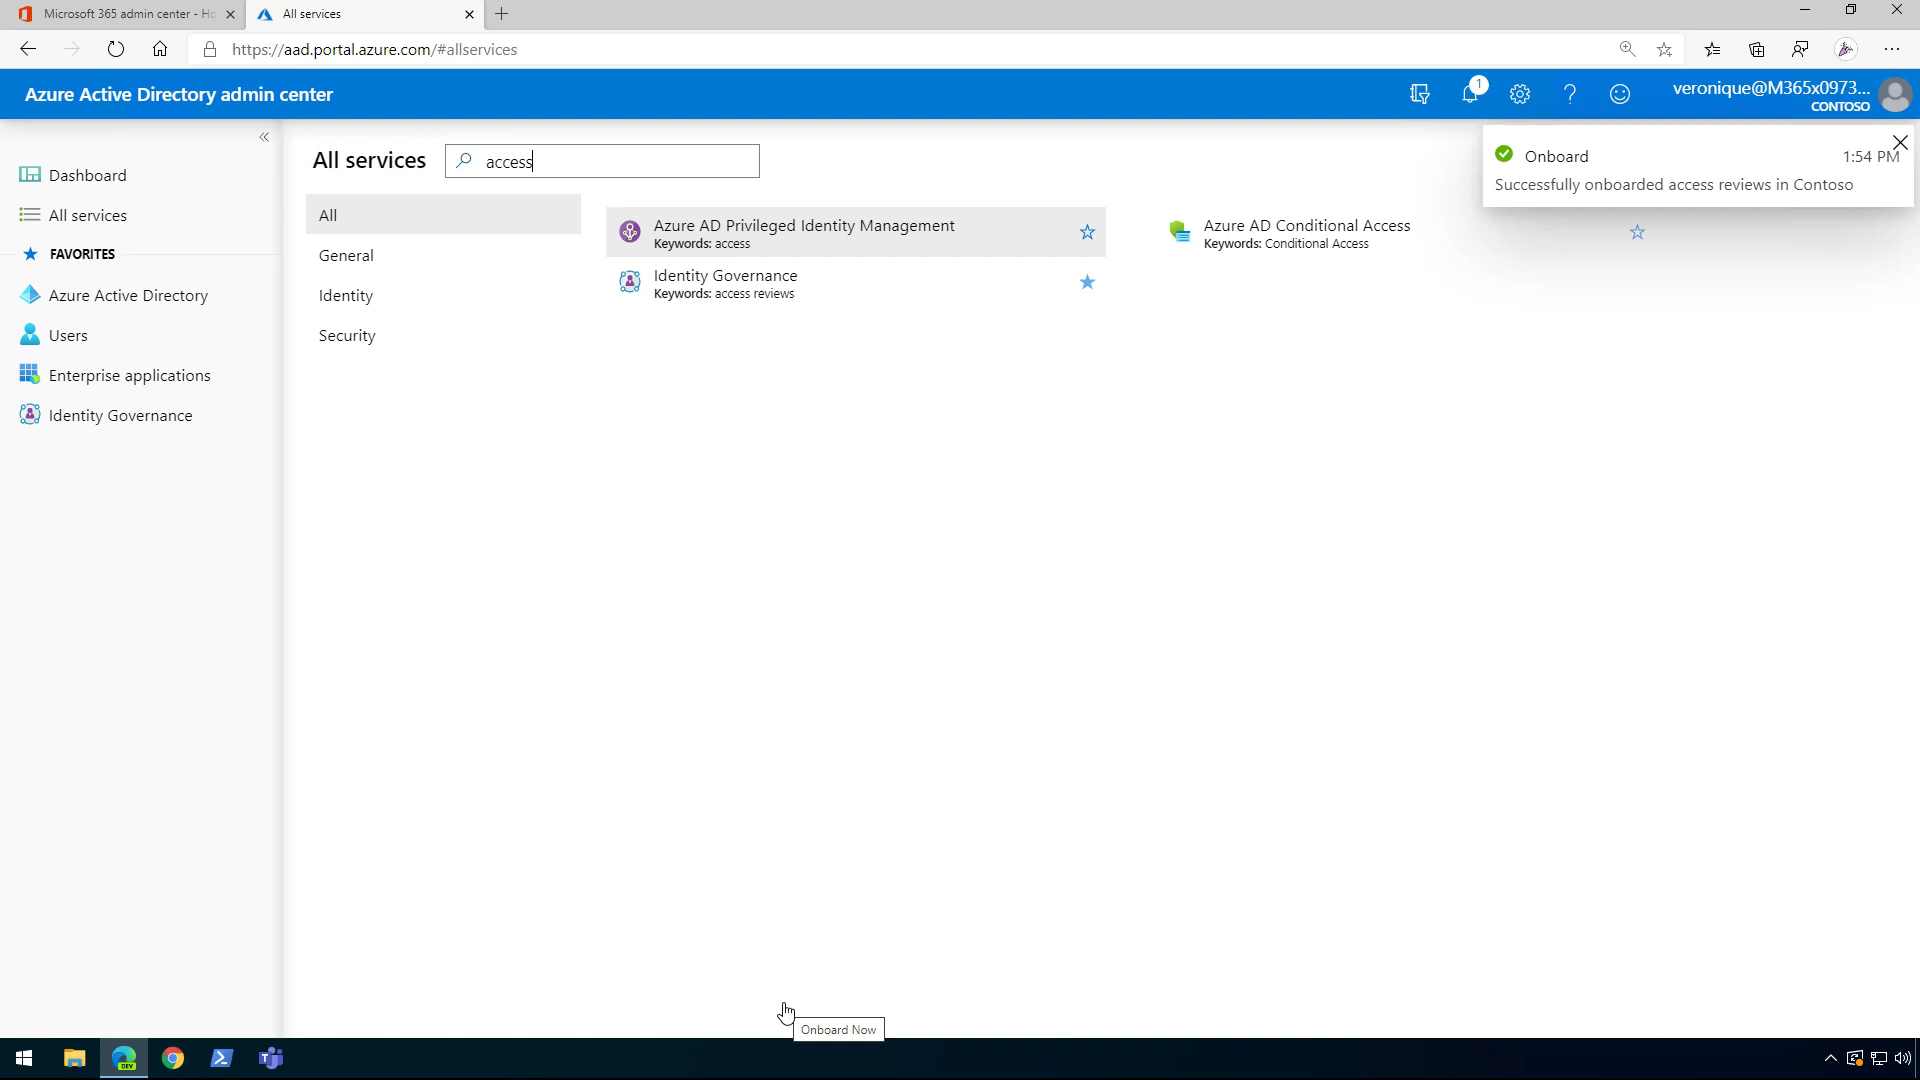 Microsoft 365 admin center - Ho
All services
https://aad.portal.azure.com/#allservices
Azure Active Directory admin center
1
veronique@M365x0973...
CONTOSO
Onboard
1:54 PM
Successfully onboarded access reviews in Contoso
Dashboard
All services
FAVORITES
Azure Active Directory
Users
Enterprise applications
Identity Governance
All services
access
All
General
Identity
Security
Azure AD Privileged Identity Management
Keywords: access
Azure AD Conditional Access
Keywords: Conditional Access
Identity Governance
Keywords: access reviews
Onboard Now
DEV